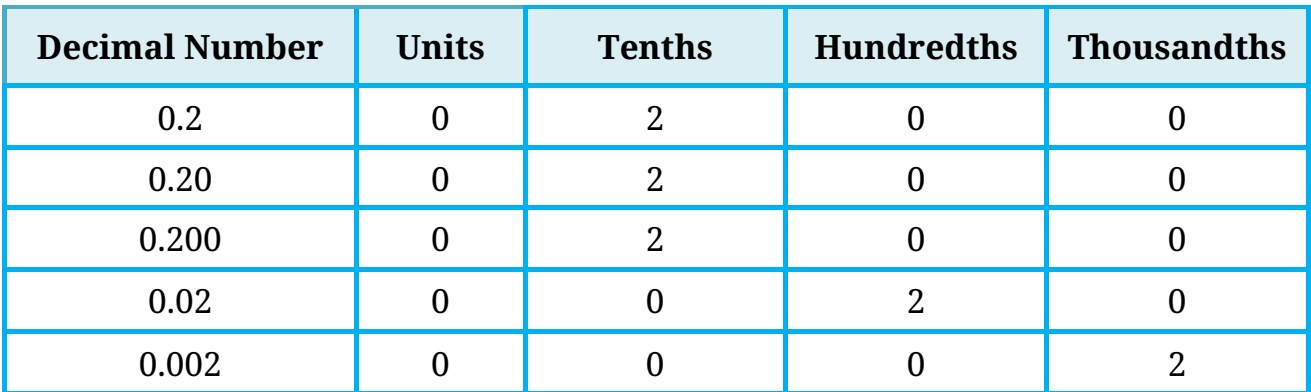 Decimal Number Units Tenths Hundredths Thousandths
0.2 0 2 0 0
0.20 0 2 0 0
0.200 0 2 0 0
0.02 0 0 2 0
0.002 0 0 0 2